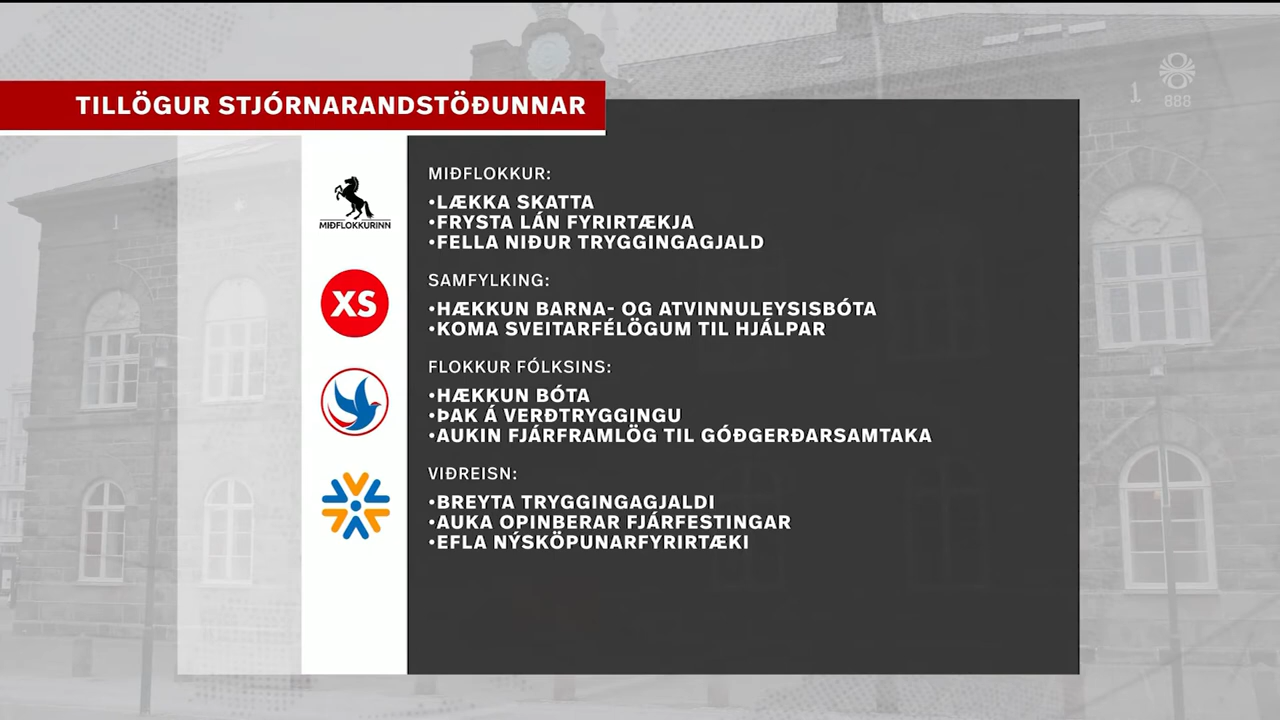 TILLÖGUR STJÓRNARANDSTÖÐUNNAR
1
888
MIÐFLOKKURINN
MIÐFLOKKUR:
•LÆKKA SKATTA
•FRYSTA LÁN FYRIRTÆKJA
•FELLA NIÐUR TRYGGINGAGJALD
XS
SAMFYLKING:
•HÆKKUN BARNA- OG ATVINNULEYSISBÓTA
•KOMA SVEITARFÉLÖGUM TIL HJÁLPAR
FLOKKUR FÓLKSINS:
•HÆKKUN BÓTA
•ÞAK Á VERÐTRYGGINGU
•AUKIN FJÁRFRAMLÖG TIL GÓÐGERÐARSAMTAKA
VIÐREISN:
•BREYTA TRYGGINGAGJALDI
•AUKA OPINBERAR FJÁRFESTINGAR
•EFLA NÝSKÖPUNARFYRIRTÆKI